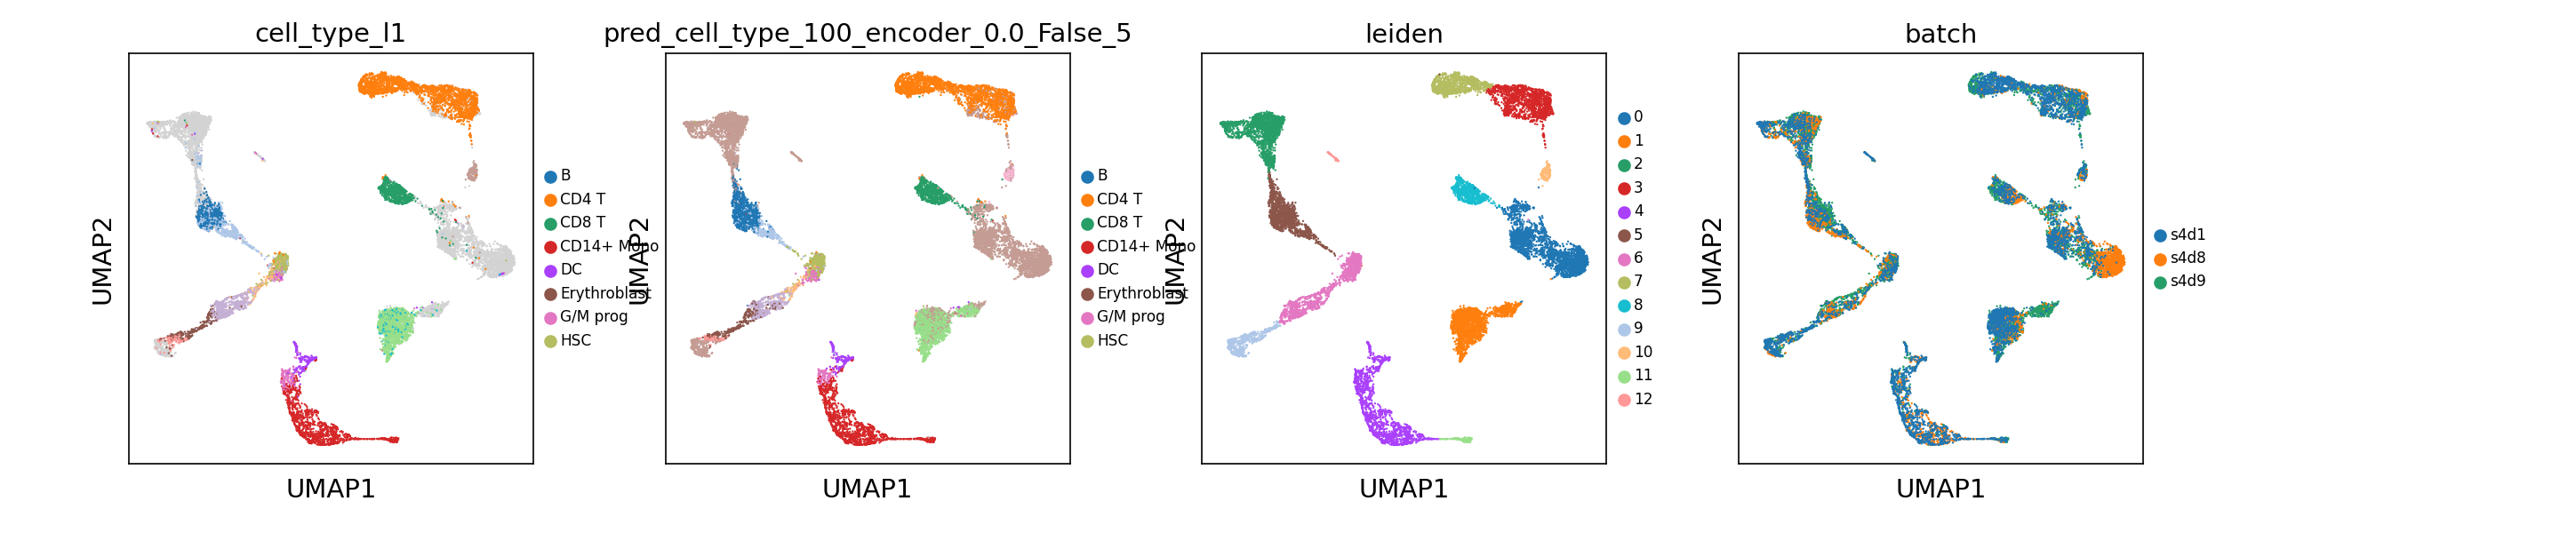 cell_type_l1
UMAP2
UMAP1
B
CD4 T
CD8 T
CD14+ Mono
DC
Erythroblast
G/M prog
HSC
pred_cell_type_100_encoder_0.0_False_5
UMAP2
UMAP1
B
CD4 T
CD8 T
CD14+ Mono
DC
Erythroblast
G/M prog
HSC
leiden
UMAP2
UMAP1
0
1
2
3
4
5
6
7
8
9
10
11
12
batch
UMAP2
UMAP1
s4d1
s4d8
s4d9